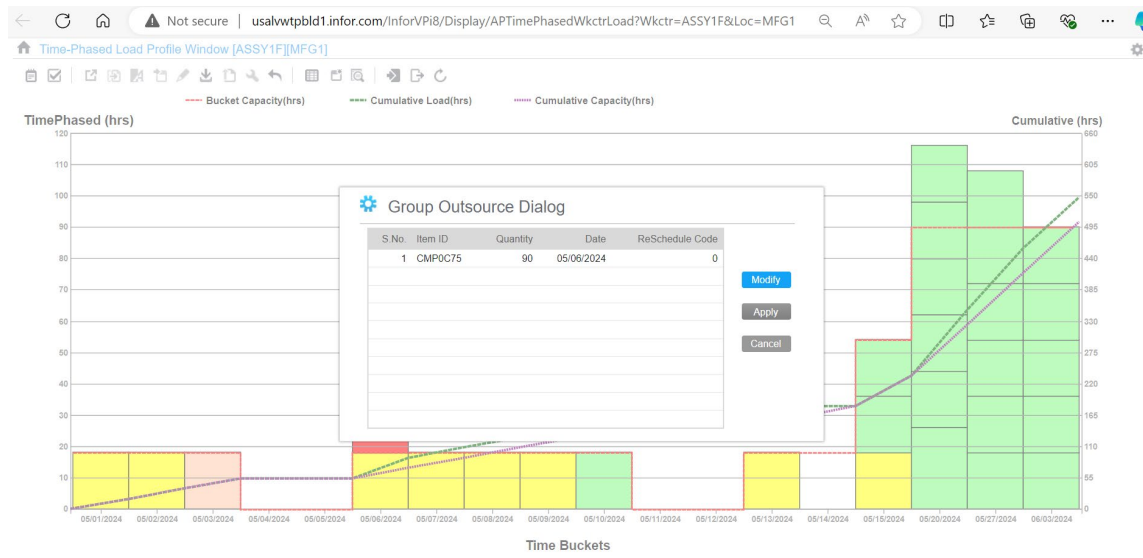 Not secure | usalvwtpbld1.infor.com/InforVPi8/Display/APTimePhasedWkctrLoad?Wkctr=ASSY1F&Loc=MFG1
Time-Phased Load Profile Window [ASSY1F][MFG1]
Bucket Capacity(hrs) Cumulative Load(hrs) Cumulative Capacity(hrs)
TimePhased (hrs) Cumulative (hrs)
120 660
110 605
100 550
90 495
80 440
70 385
60 330
50 275
40 220
30 165
20 110
10 55
0 0
Group Outsource Dialog
S.No. Item ID Quantity Date ReSchedule Code
1 CMP0C75 90 05/06/2024 0
Modify
Apply
Cancel
05/01/2024 05/02/2024 05/03/2024 05/04/2024 05/05/2024 05/06/2024 05/07/2024 05/08/2024 05/09/2024 05/10/2024 05/11/2024 05/12/2024 05/13/2024 05/14/2024 05/15/2024 05/20/2024 05/27/2024 06/03/2024
Time Buckets